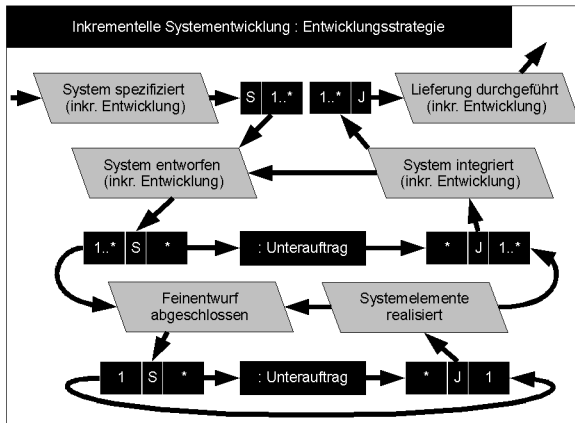 Inkrementelle Systementwicklung : Entwicklungsstrategie
System spezifiziert
(inkr. Entwicklung)
S 1..*
1..* J
Lieferung durchgeführt
(inkr. Entwicklung)
System entworfen
(inkr. Entwicklung)
System integriert
(inkr. Entwicklung)
1..* S *
: Unterauftrag
* J 1..*
Feinentwurf
abgeschlossen
Systemelemente
realisiert
1 S *
: Unterauftrag
* J 1